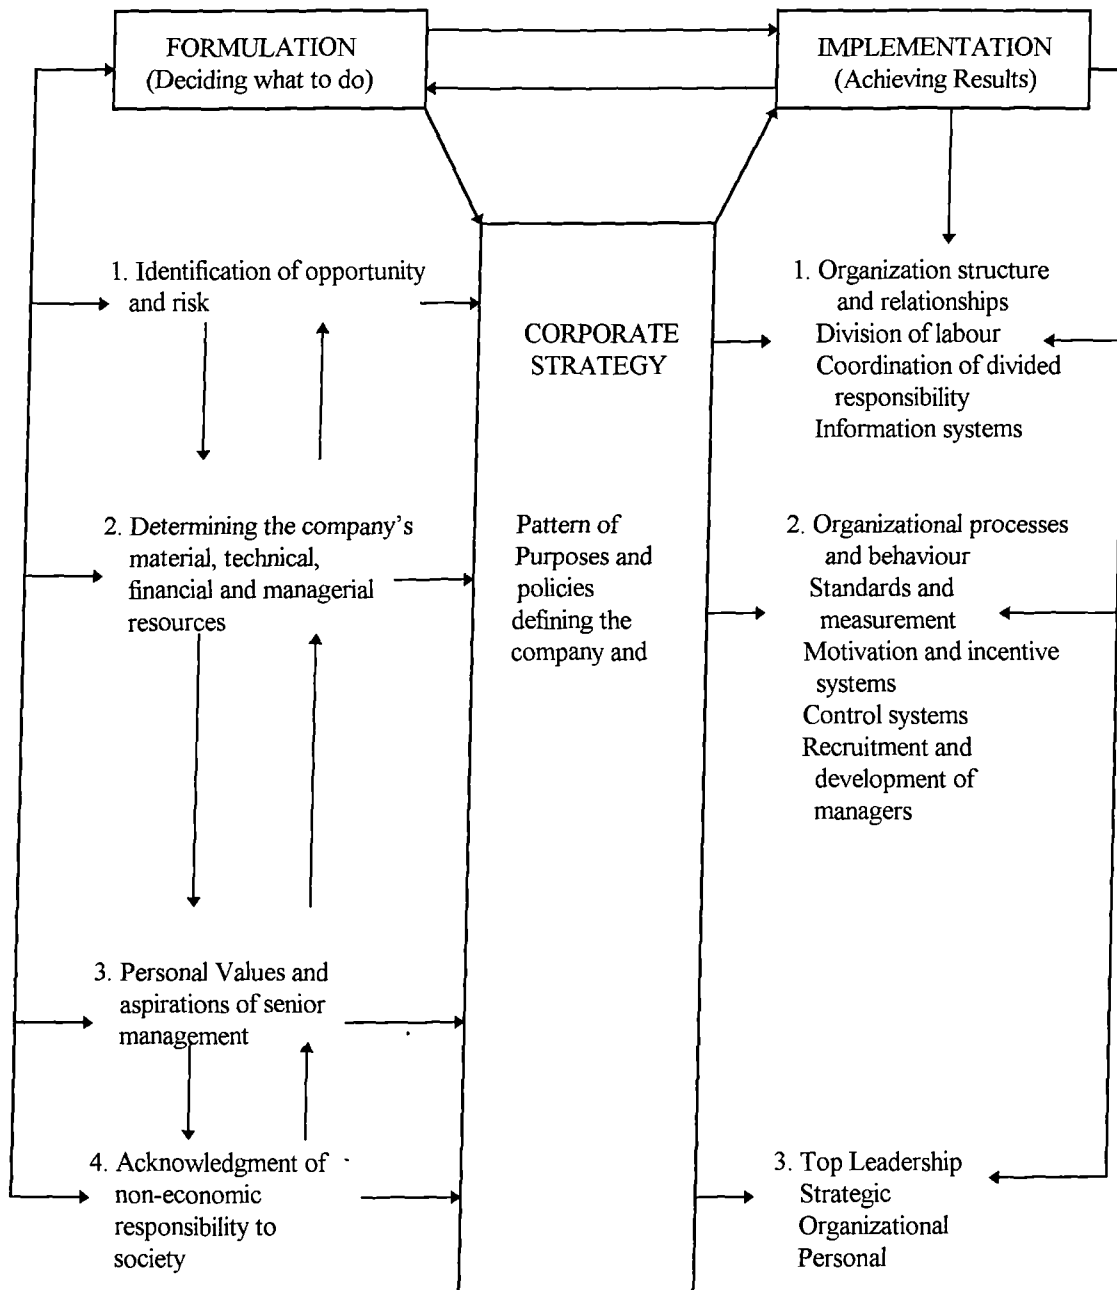 FORMULATION
(Deciding what to do)
IMPLEMENTATION
(Achieving Results)
1. Identification of opportunity
and risk
2. Determining the company's
material, technical,
financial and managerial
resources
3. Personal Values and
aspirations of senior
management
4. Acknowledgment of
non-economic
responsibility to
society
CORPORATE
STRATEGY
Pattern of
Purposes and
policies
defining the
company and
1. Organization structure
and relationships
Division of labour
Coordination of divided
responsibility
Information systems
2. Organizational processes
and behaviour
Standards and
measurement
Motivation and incentive
systems
Control systems
Recruitment and
development of
managers
3. Top Leadership
Strategic
Organizational
Personal